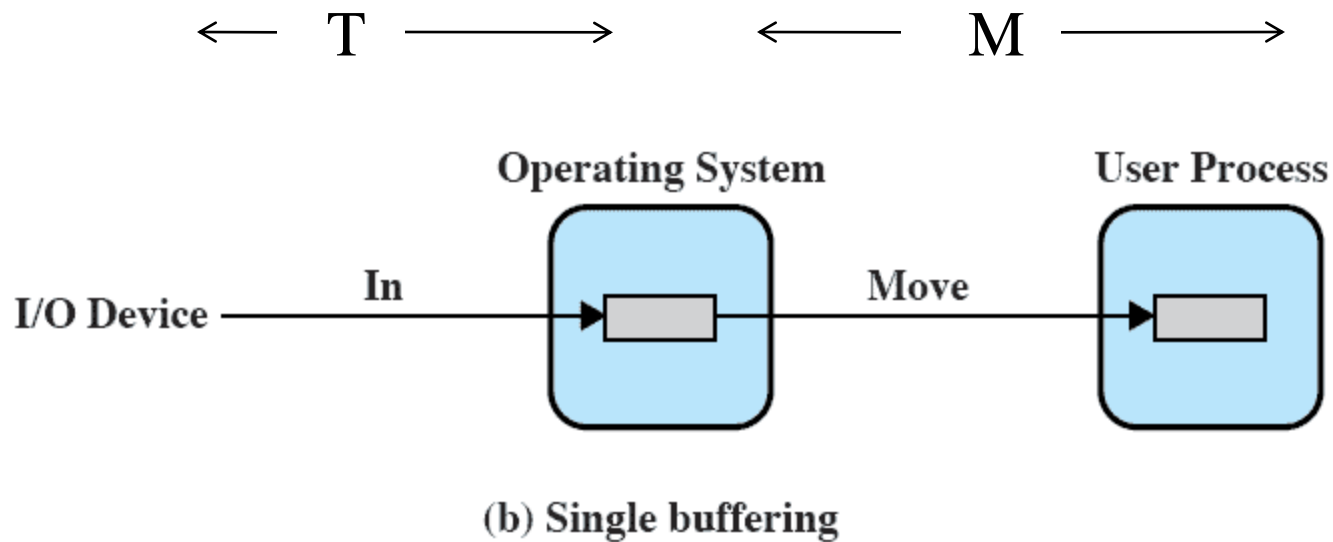 T M
Operating System User Process
In Move
I/O Device
(b) Single buffering